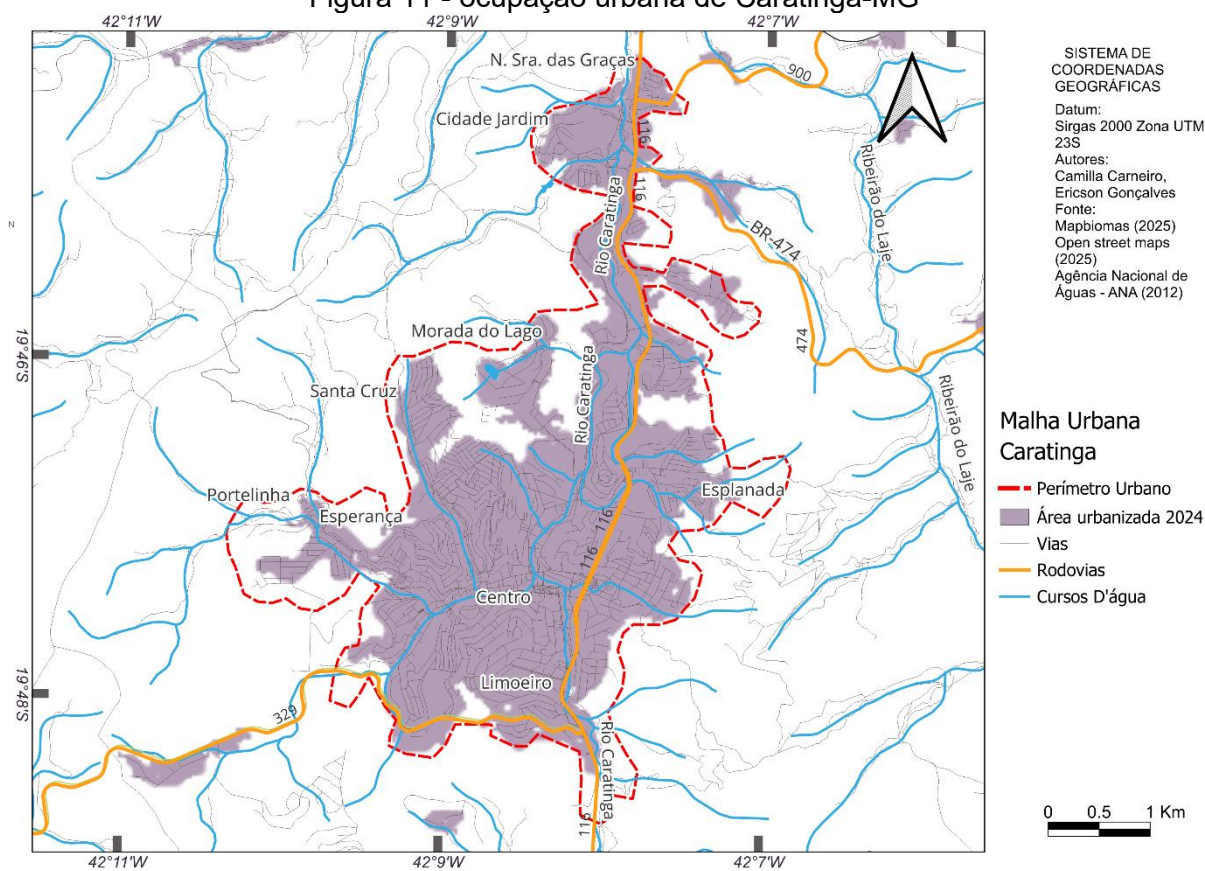 Figura 11 - ocupação urbana de Caratinga-MG
42°11'W
42°9'W
42°7'W
N. Sra. das Graças
900
Cidade Jardim
116
116
Rio Caratinga
BR-474
Ribeirão do Laje
19°46'S
Morada do Lago
474
Santa Cruz
Rio Caratinga
Ribeirão do Laje
Portelinha
Esperança
Esplanada
116
116
Centro
19°48'S
Limoeiro
329
Rio Caratinga
116
42°11'W
42°9'W
42°7'W
N
SISTEMA DE
COORDENADAS
GEOGRÁFICAS
Datum:
Sirgas 2000 Zona UTM
23S
Autores:
Camilla Carneiro,
Ericson Gonçalves
Fonte:
Mapbiomas (2025)
Open street maps
(2025)
Agência Nacional de
Águas - ANA (2012)
Malha Urbana
Caratinga
Perímetro Urbano
Área urbanizada 2024
Vias
Rodovias
Cursos D'água
0 0.5 1 Km